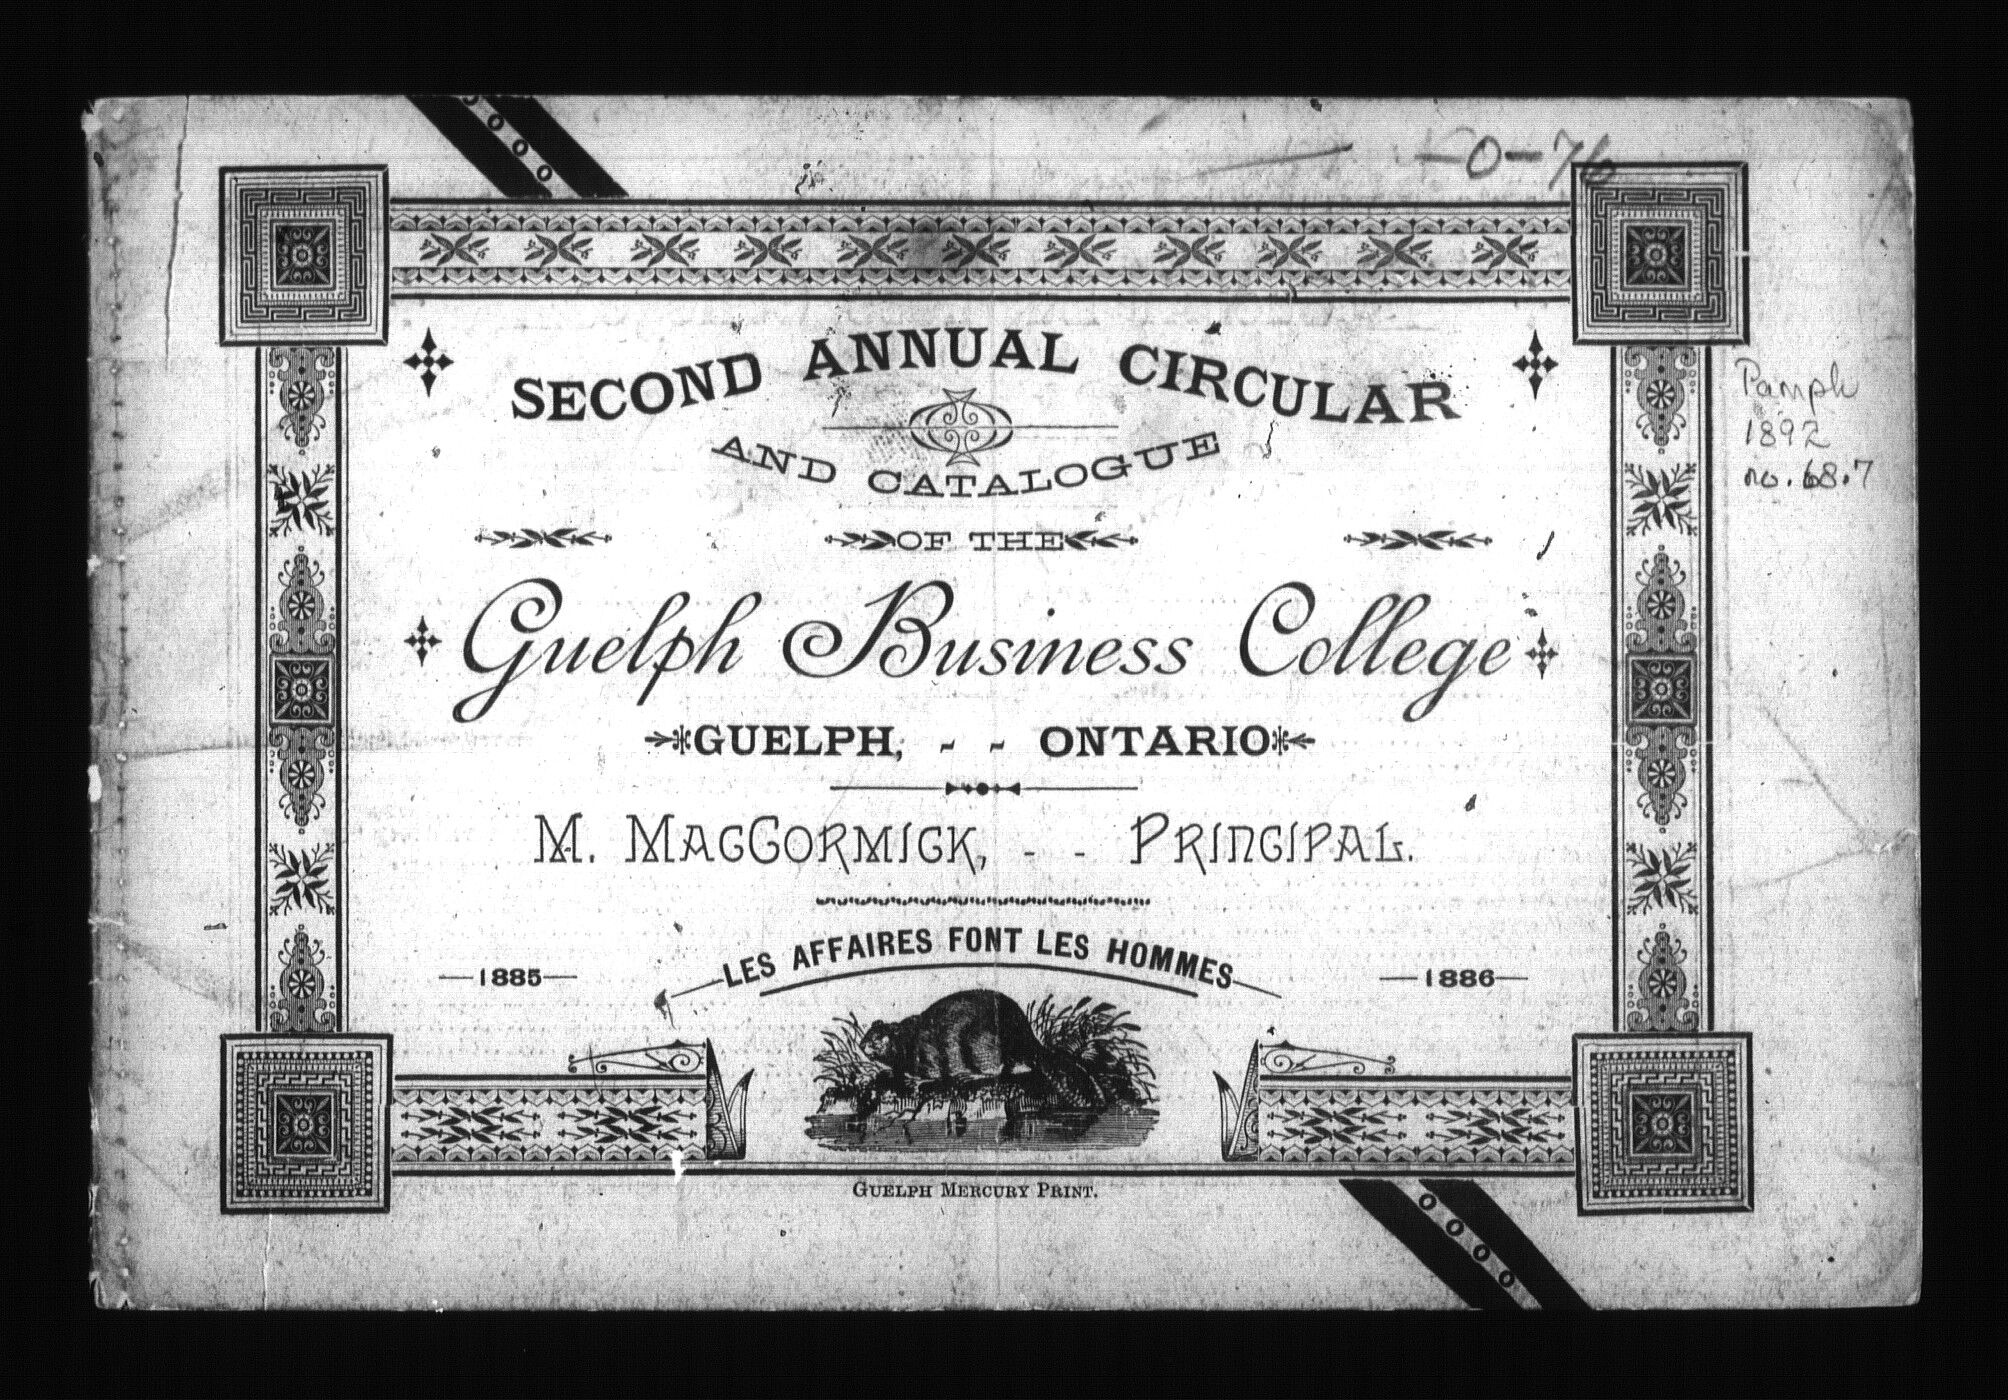 SECOND ANNUAL CIRCULAR
AND CATALOGUE
OF THE
Guelph Business College
GUELPH, - - ONTARIO
M. MACCORMICK, - - PRINCIPAL.
LES AFFAIRES FONT LES HOMMES
—1885— —1886—
GUELPH MERCURY PRINT.
Pamph
1892
no. 68.7